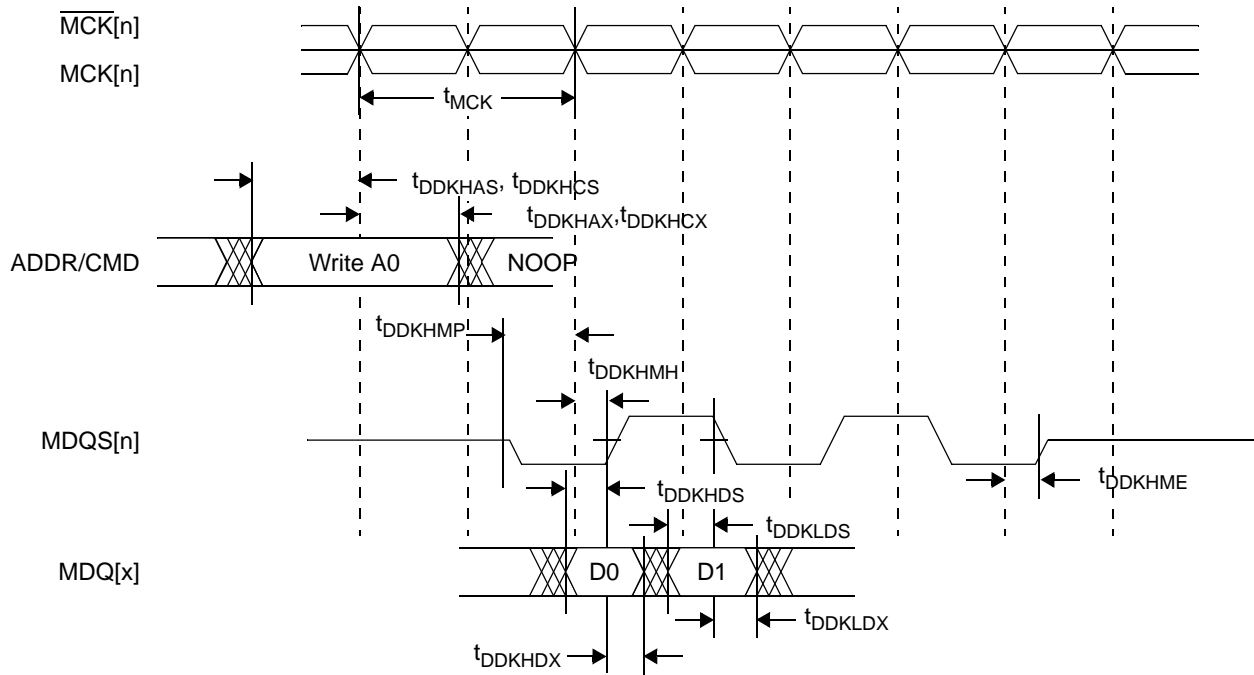 MCK[n]
MCK[n]
tMCK
tDDKHAS, tDDKHCS
tDDKHAX,tDDKHCX
ADDR/CMD
Write A0
NOOP
tDDKHMP
tDDKHMH
MDQS[n]
tDDKHME
tDDKHDS
tDDKLDS
MDQ[x]
D0
D1
tDDKLDX
tDDKHDX